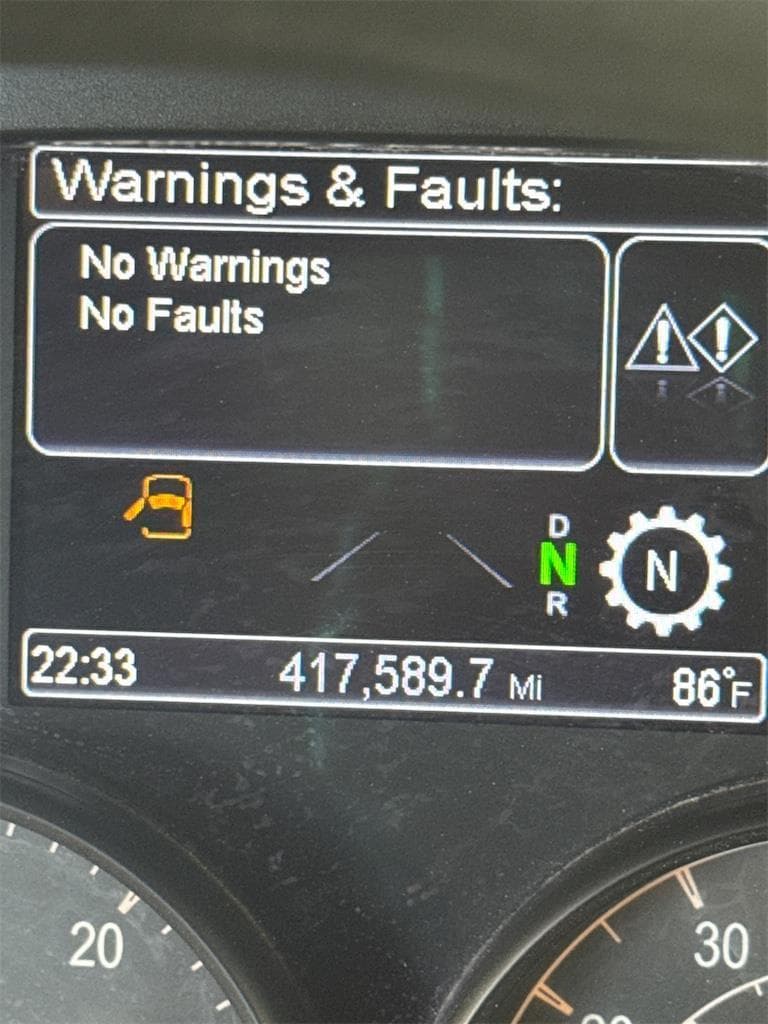 Warnings & Faults:
No Warnings
No Faults
D
N
R
N
22:33 417,589.7 Mi 86°F
20
30